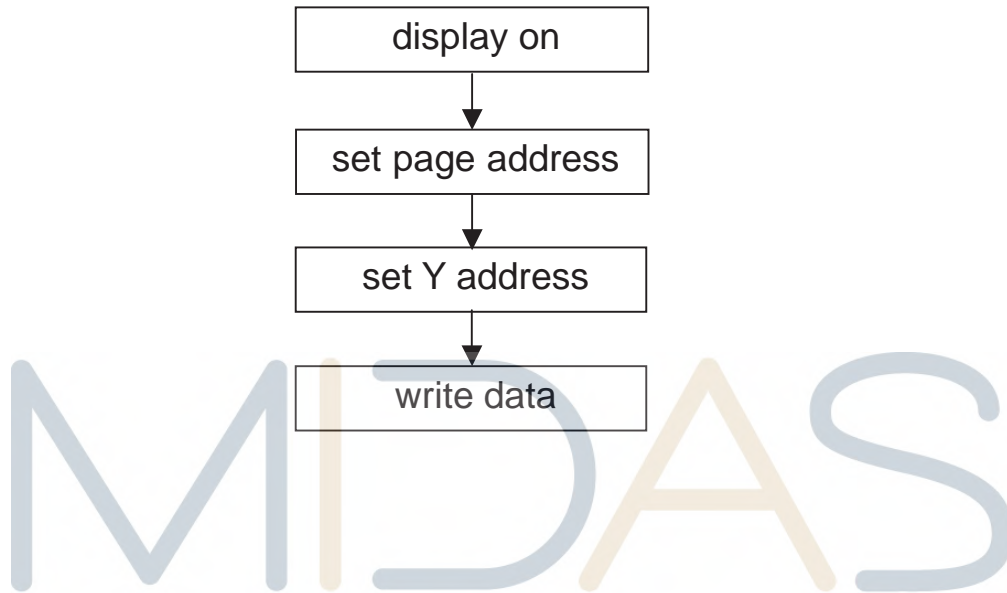 display on
set page address
set Y address
write data
MIDAS